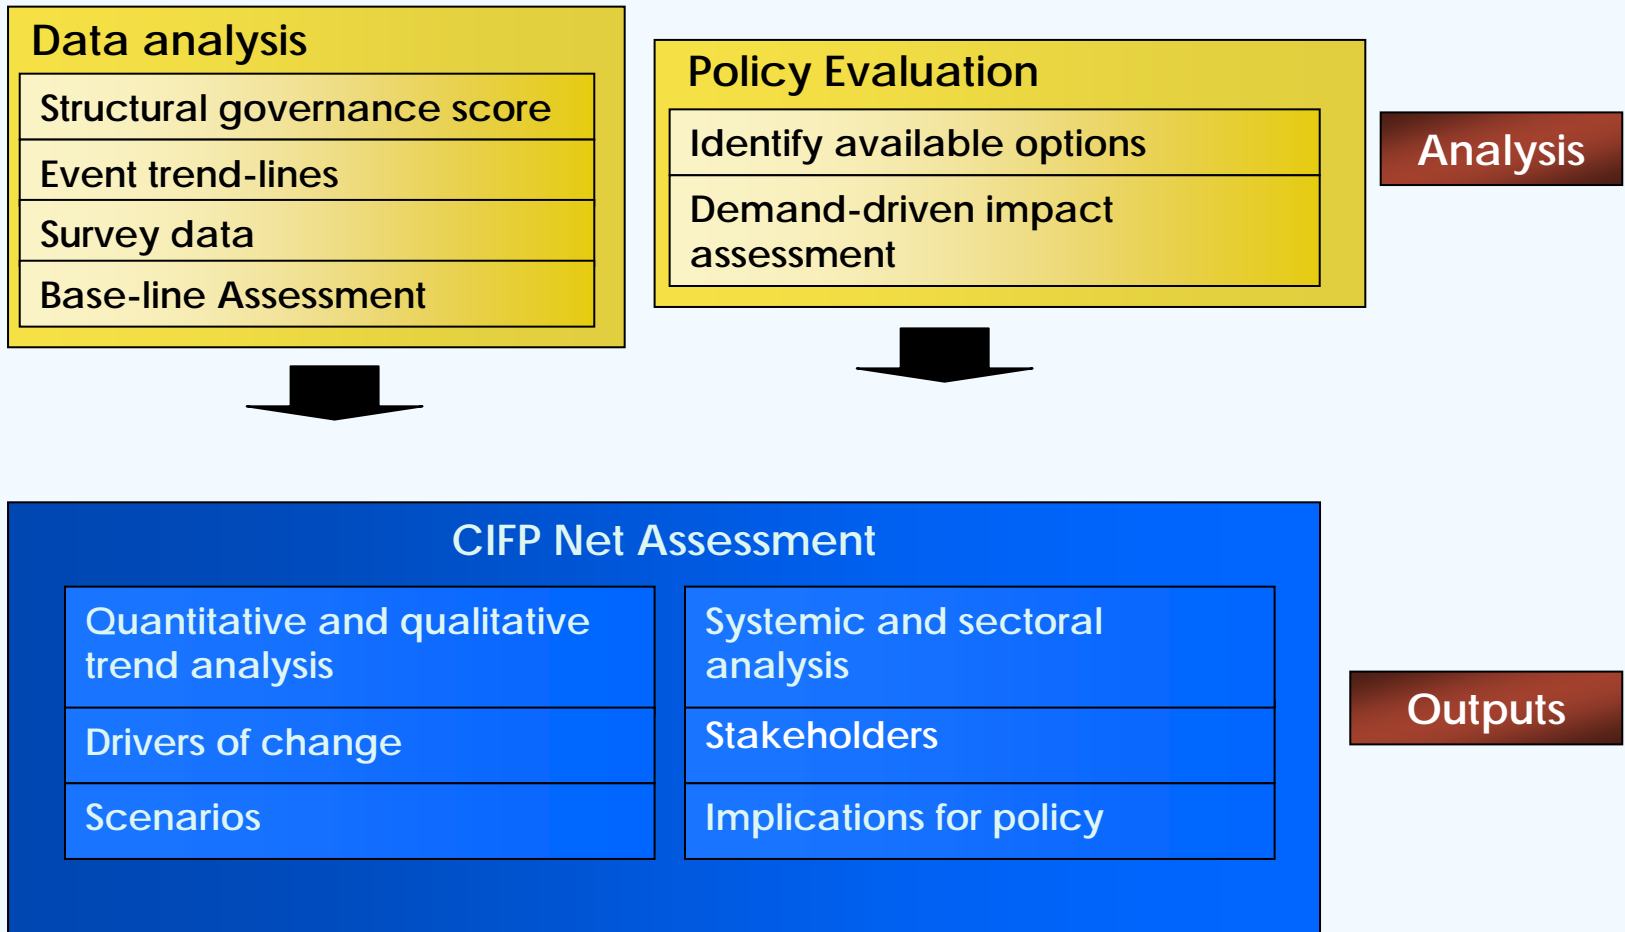 Data analysis
Structural governance score
Event trend-lines
Survey data
Base-line Assessment
Policy Evaluation
Identify available options
Demand-driven impact
assessment
Analysis
CIFP Net Assessment
Quantitative and qualitative
trend analysis
Drivers of change
Scenarios
Systemic and sectoral
analysis
Stakeholders
Implications for policy
Outputs